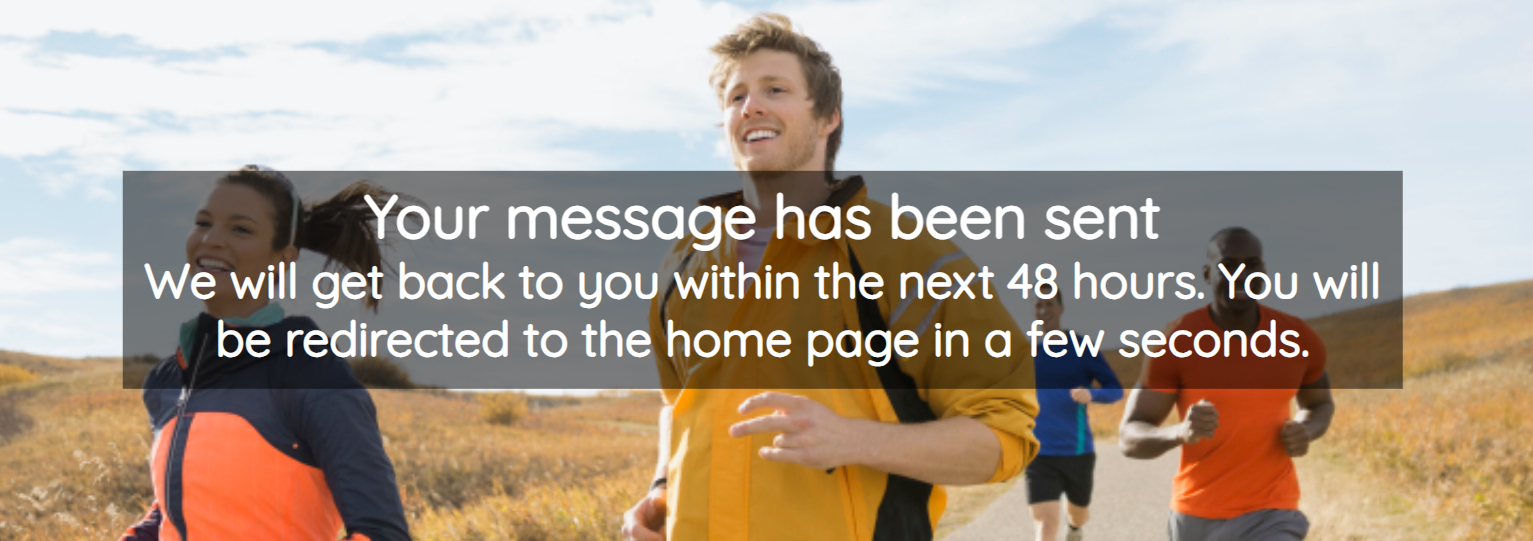 Your message has been sent
We will get back to you within the next 48 hours. You will
be redirected to the home page in a few seconds.